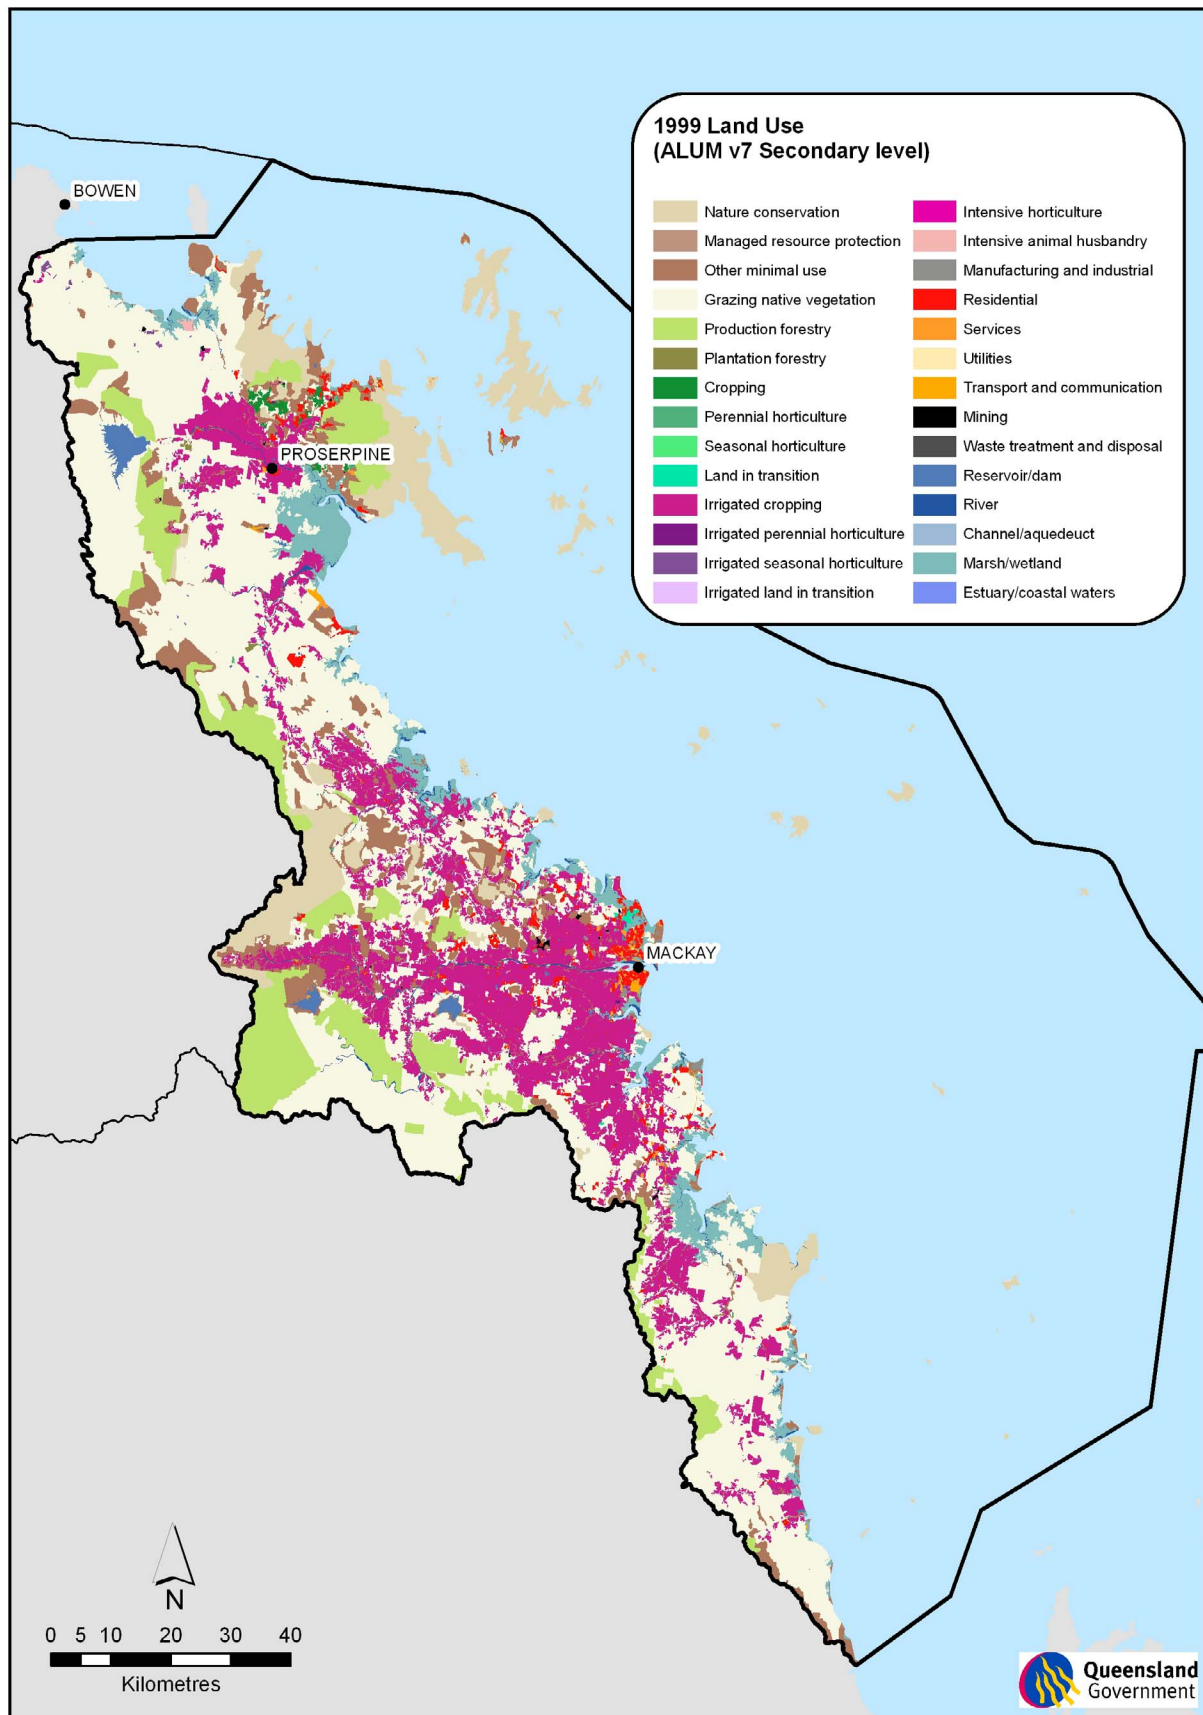 1999 Land Use
(ALUM v7 Secondary level)
Nature conservation
Managed resource protection
Other minimal use
Grazing native vegetation
Production forestry
Plantation forestry
Cropping
Perennial horticulture
Seasonal horticulture
Land in transition
Irrigated cropping
Irrigated perennial horticulture
Irrigated seasonal horticulture
Irrigated land in transition
Intensive horticulture
Intensive animal husbandry
Manufacturing and industrial
Residential
Services
Utilities
Transport and communication
Mining
Waste treatment and disposal
Reservoir/dam
River
Channel/aquedeuct
Marsh/wetland
Estuary/coastal waters
BOWEN
PROSERPINE
MACKAY
N
0 5 10 20 30 40
Kilometres
Queensland
Government